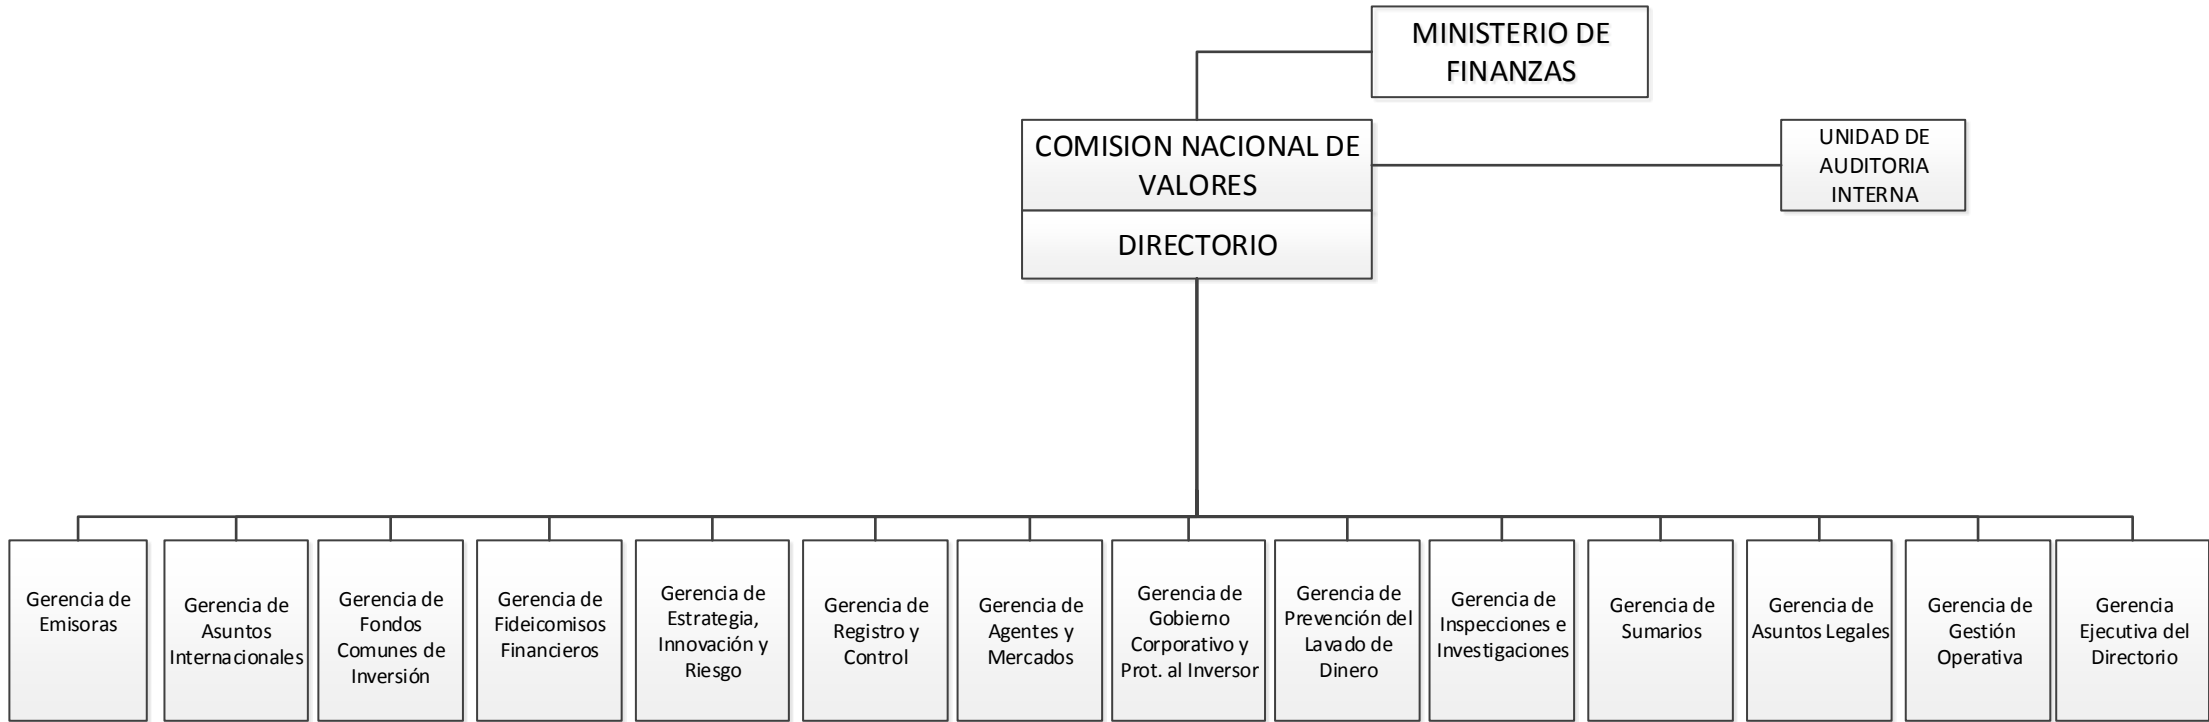 MINISTERIO DE
FINANZAS
COMISION NACIONAL DE
VALORES
DIRECTORIO
UNIDAD DE
AUDITORIA
INTERNA
Gerencia de
Emisoras
Gerencia de
Asuntos
Internacionales
Gerencia de
Fondos
Comunes de
Inversión
Gerencia de
Fideicomisos
Financieros
Gerencia de
Estrategia,
Innovación y
Riesgo
Gerencia de
Registro y
Control
Gerencia de
Agentes y
Mercados
Gerencia de
Gobierno
Corporativo y
Prot. al Inversor
Gerencia de
Prevención del
Lavado de
Dinero
Gerencia de
Inspecciones e
Investigaciones
Gerencia de
Sumarios
Gerencia de
Asuntos Legales
Gerencia de
Gestión
Operativa
Gerencia
Ejecutiva del
Directorio